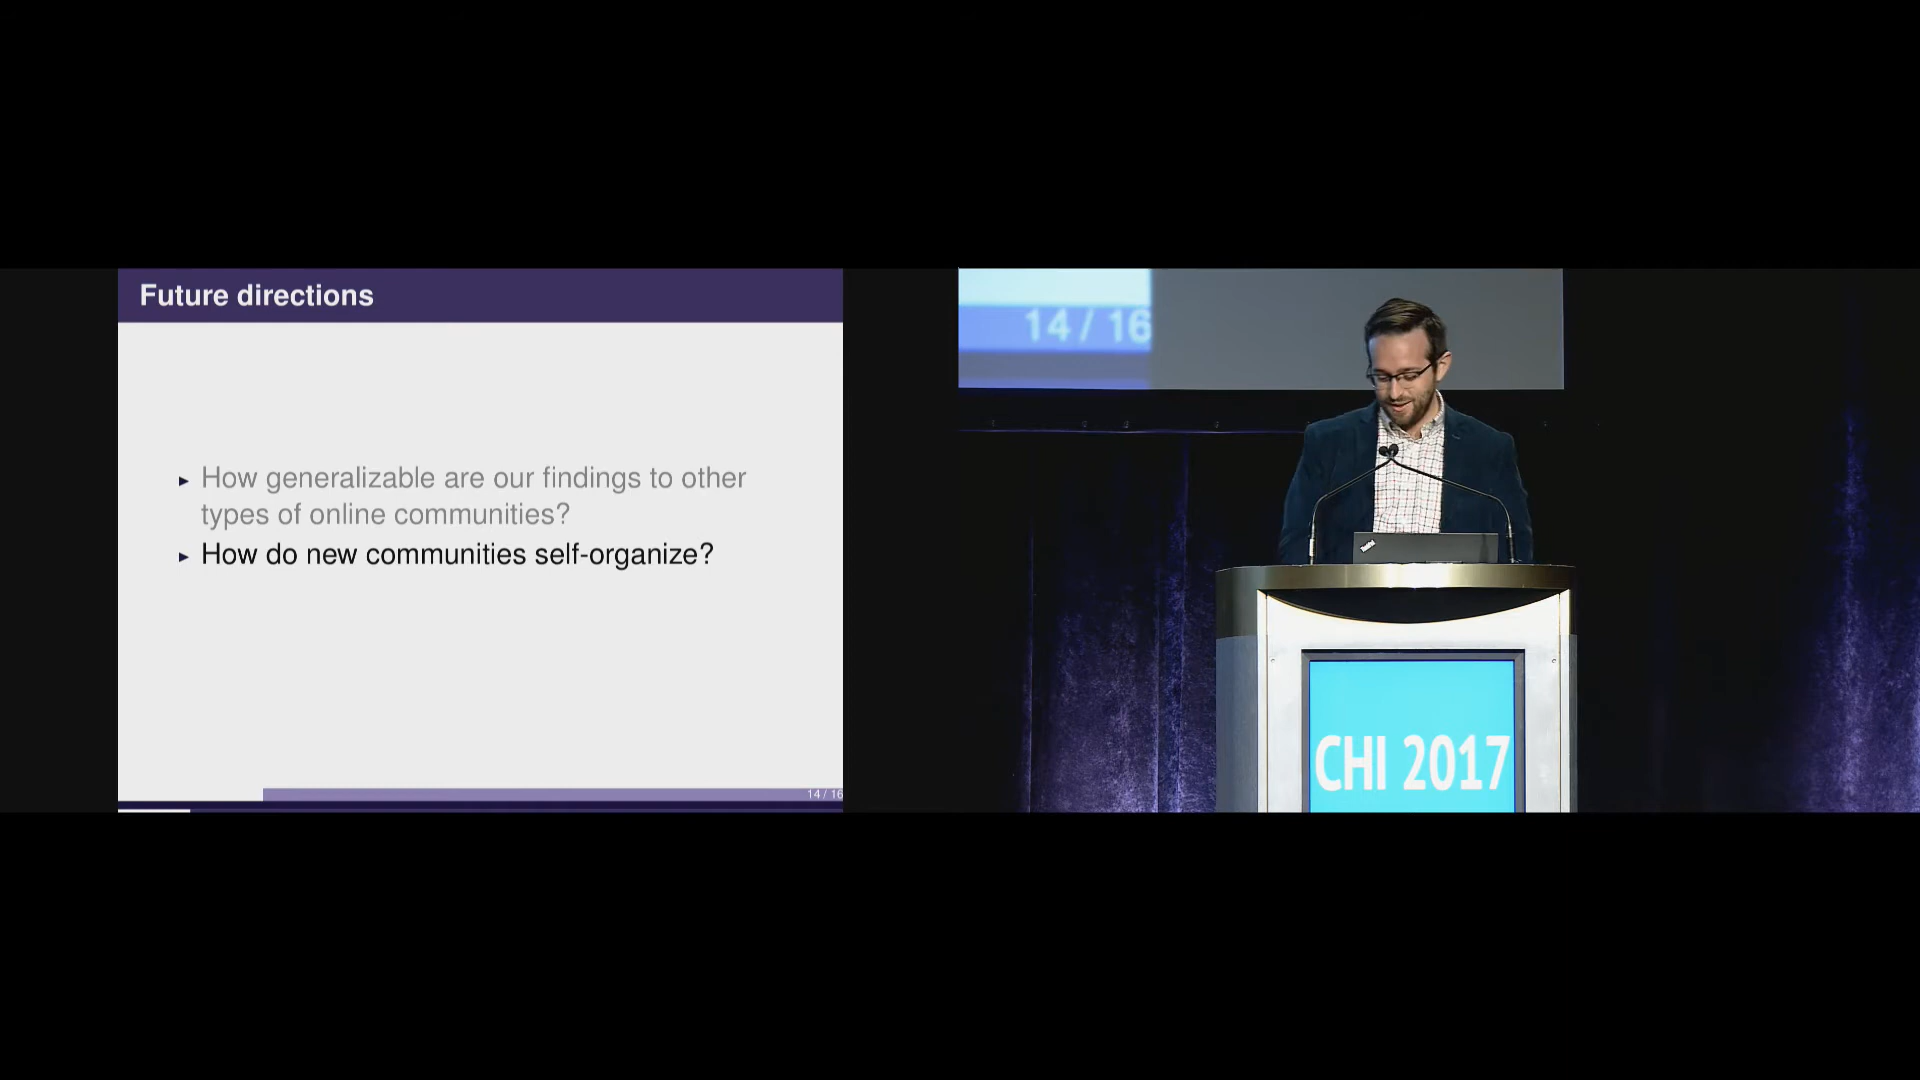 Future directions
How generalizable are our findings to other
types of online communities?
How do new communities self-organize?
14 / 16
14 / 16
ThinkPad
CHI 2017